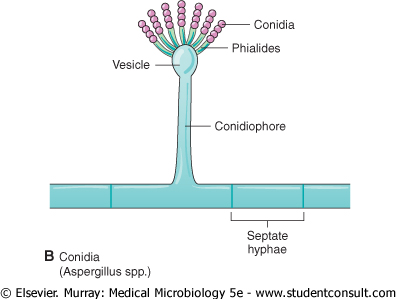 Conidia
Phialides
Vesicle
Conidiophore
Septate
hyphae
B Conidia
(Aspergillus spp.)
© Elsevier. Murray: Medical Microbiology 5e - www.studentconsult.com